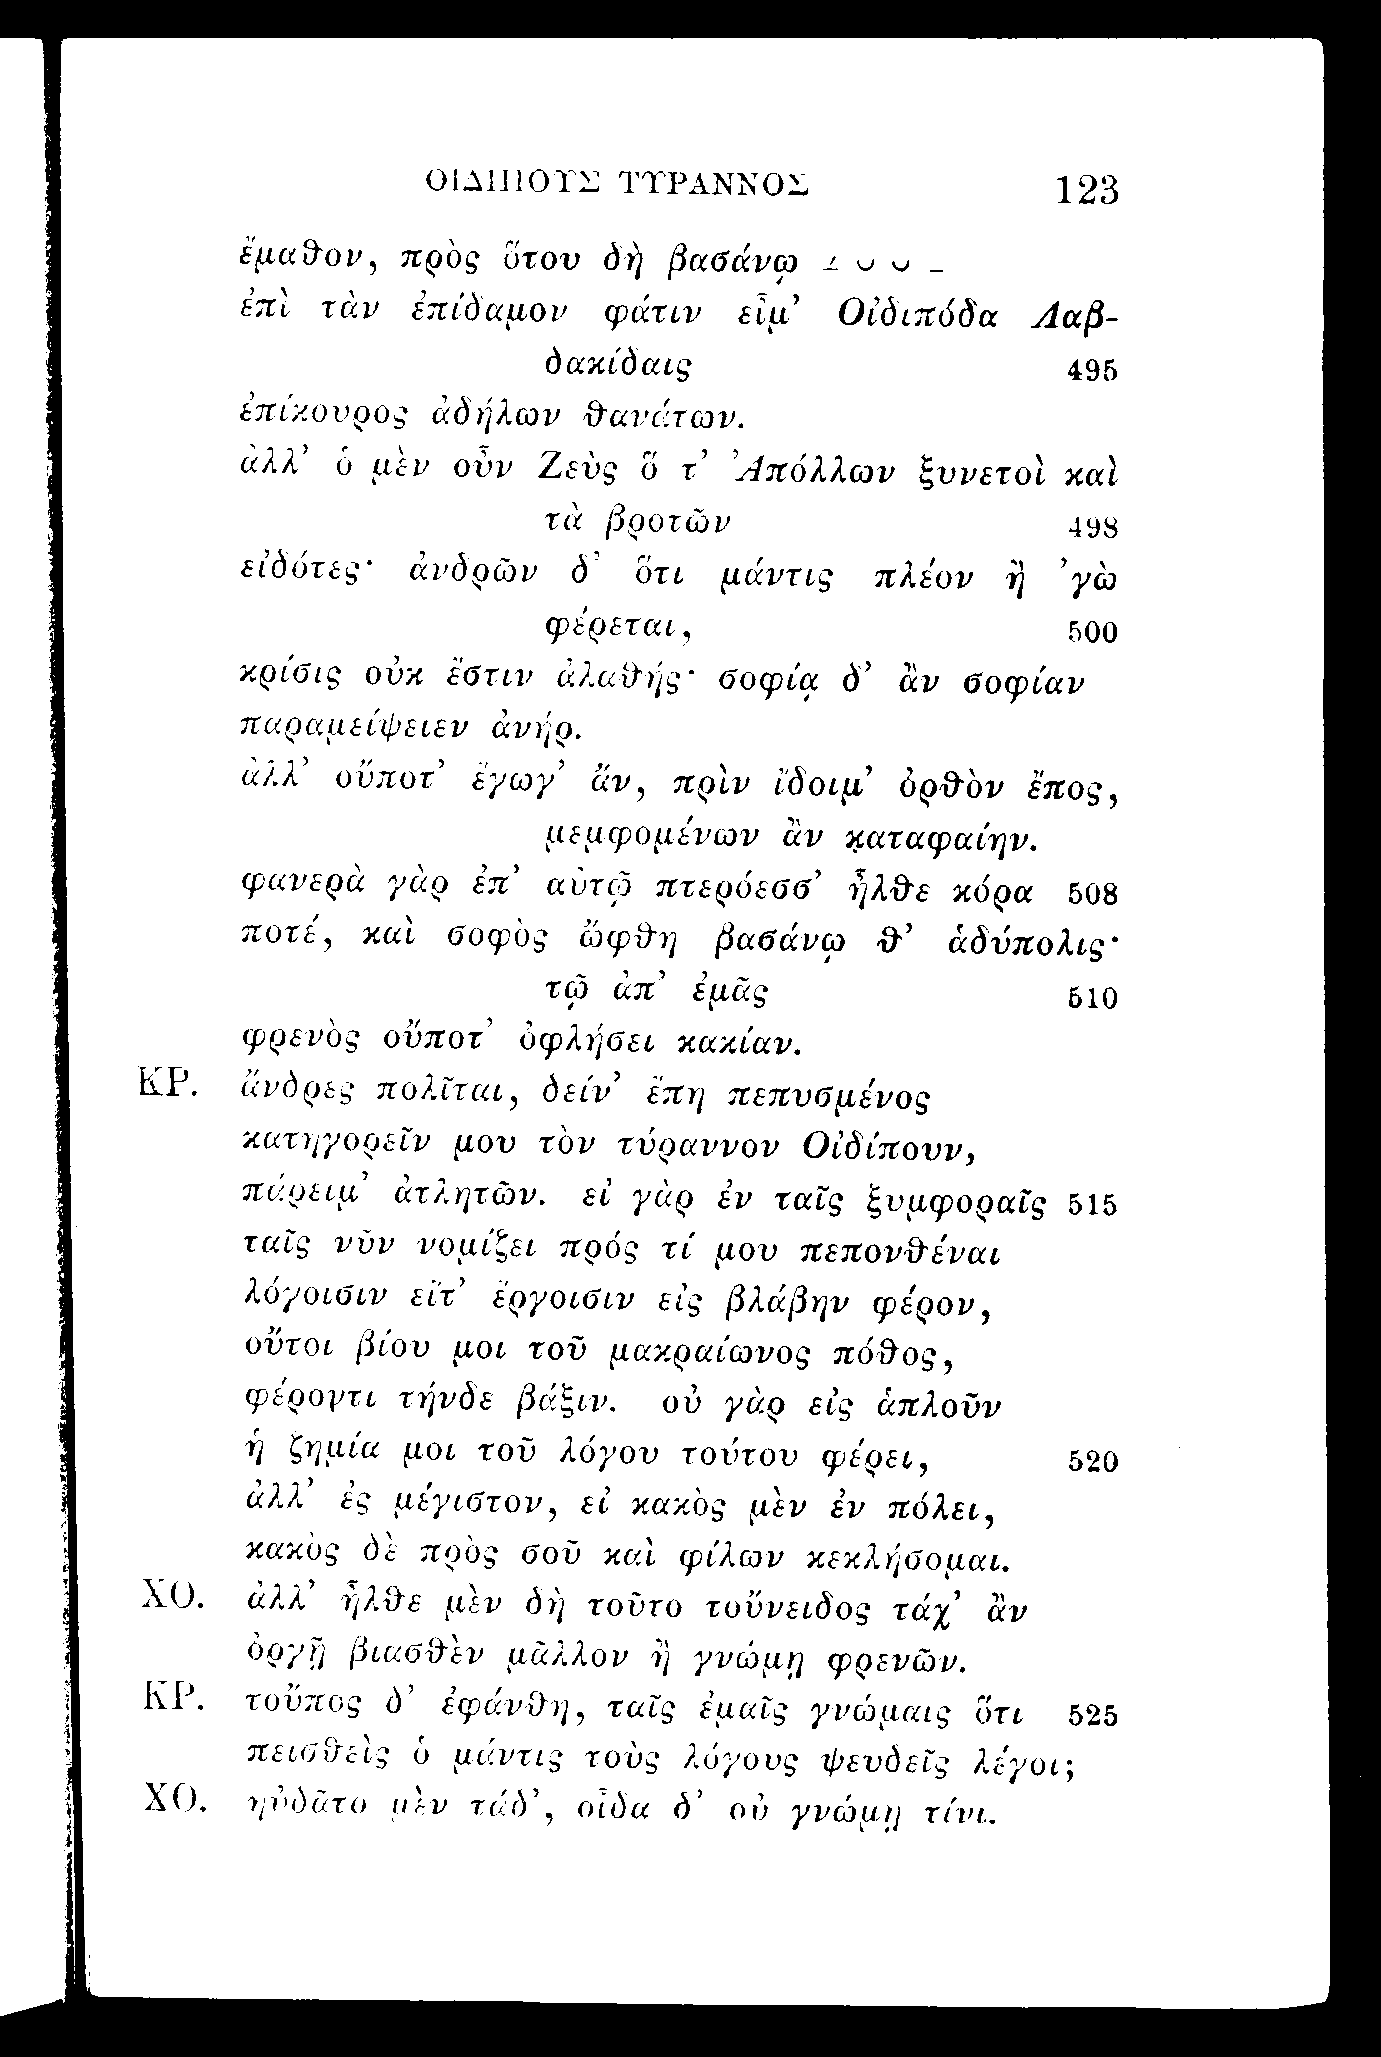 ΟΙΔΙΠΟΥΣ ΤΥΡΑΝΝΟΣ 123
ἔμαθον, πρὸς ὅτου δὴ βασάνῳ –́ ⏑ ⏑ –
ἐπὶ τὰν ἐπίδαμον φάτιν εἶμ’ Οἰδιπόδα Λαβ-
δακίδαις 495
ἐπίκουρος ἀδήλων θανάτων.
ἀλλ’ ὁ μὲν οὖν Ζεὺς ὅ τ’ Ἀπόλλων ξυνετοὶ καὶ
τὰ βροτῶν 498
εἰδότες· ἀνδρῶν δ’ ὅτι μάντις πλέον ἢ ’γὼ
φέρεται, 500
κρίσις οὐκ ἔστιν ἀλαθής· σοφίᾳ δ’ ἂν σοφίαν
παραμείψειεν ἀνήρ.
ἀλλ’ οὔποτ’ ἔγωγ’ ἄν, πρὶν ἴδοιμ’ ὀρθὸν ἔπος,
μεμφομένων ἂν καταφαίην.
φανερὰ γὰρ ἐπ’ αὐτῷ πτερόεσσ’ ἦλθε κόρα 508
ποτέ, καὶ σοφὸς ὤφθη βασάνῳ θ’ ἁδύπολις·
τῷ ἀπ’ ἐμᾶς 510
φρενὸς οὔποτ’ ὀφλήσει κακίαν.
ΚΡ. ἄνδρες πολῖται, δείν’ ἔπη πεπυσμένος
κατηγορεῖν μου τὸν τύραννον Οἰδίπουν,
πάρειμ’ ἀτλητῶν. εἰ γὰρ ἐν ταῖς ξυμφοραῖς 515
ταῖς νῦν νομίζει πρός τί μου πεπονθέναι
λόγοισιν εἴτ’ ἔργοισιν εἰς βλάβην φέρον,
οὔτοι βίου μοι τοῦ μακραίωνος πόθος,
φέροντι τήνδε βάξιν. οὐ γὰρ εἰς ἁπλοῦν
ἡ ζημία μοι τοῦ λόγου τούτου φέρει, 520
ἀλλ’ ἐς μέγιστον, εἰ κακὸς μὲν ἐν πόλει,
κακὸς δὲ πρὸς σοῦ καὶ φίλων κεκλήσομαι.
ΧΟ. ἀλλ’ ἦλθε μὲν δὴ τοῦτο τοὔνειδος τάχ’ ἂν
ὀργῇ βιασθὲν μᾶλλον ἢ γνώμῃ φρενῶν.
ΚΡ. τοὔπος δ’ ἐφάνθη, ταῖς ἐμαῖς γνώμαις ὅτι 525
πεισθεὶς ὁ μάντις τοὺς λόγους ψευδεῖς λέγοι;
ΧΟ. ηὐδᾶτο μὲν τάδ’, οἶδα δ’ οὐ γνώμῃ τίνι.